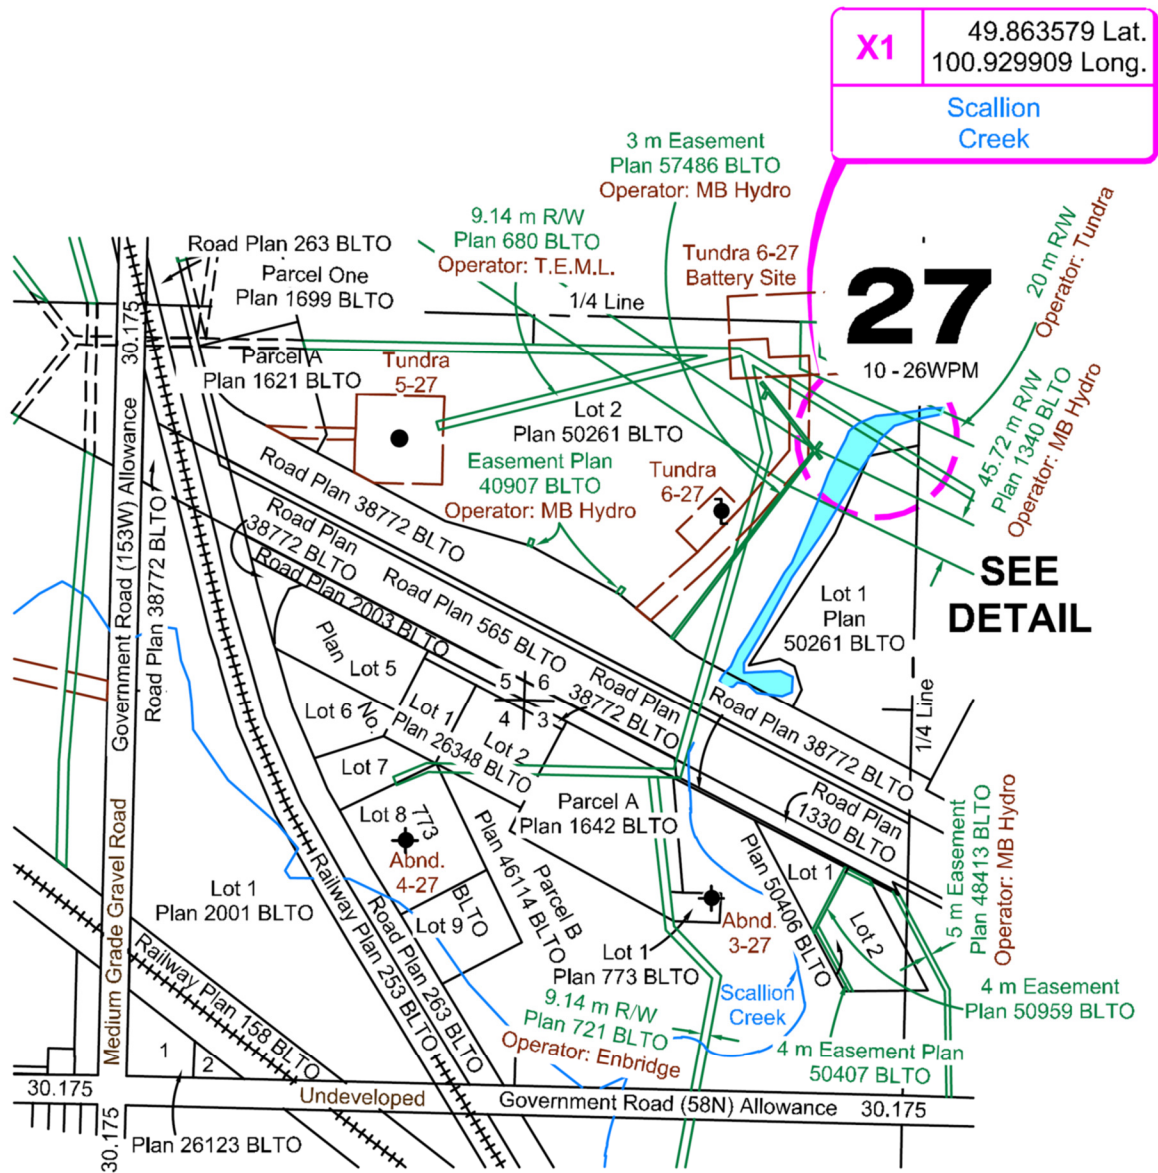 X1
49.863579 Lat.
100.929909 Long.
Scallion
Creek
3 m Easement
Plan 57486 BLTO
Operator: MB Hydro
9.14 m R/W
Plan 680 BLTO
Operator: T.E.M.L.
Tundra 6-27
Battery Site
20 m R/W
Operator: Tundra
Road Plan 263 BLTO
Parcel One
Plan 1699 BLTO
1/4 Line
27
10 - 26WPM
30.175
Parcel A
Plan 1621 BLTO
Tundra
5-27
Lot 2
Plan 50261 BLTO
45.72 m R/W
Plan 1340 BLTO
Operator: MB Hydro
Easement Plan
40907 BLTO
Operator: MB Hydro
Tundra
6-27
Road Plan 38772 BLTO
Road Plan
38772 BLTO
Road Plan 2003 BLTO
Road Plan 565 BLTO
Government Road (153W) Allowance
Road Plan 38772 BLTO
SEE
DETAIL
Lot 1
Plan
50261 BLTO
Plan
No.
773
BLTO
Lot 5
Lot 6
Lot 7
Lot 8
Lot 9
5
6
4
3
Lot 1
Lot 2
Plan 26348 BLTO
Road Plan
38772 BLTO
Road Plan 38772 BLTO
1/4 Line
Road Plan
1330 BLTO
Parcel A
Plan 1642 BLTO
5 m Easement
Plan 48413 BLTO
Operator: MB Hydro
Abnd.
4-27
Plan 46114 BLTO
Parcel B
Plan 50406 BLTO
Lot 1
Lot 2
Lot 1
Plan 2001 BLTO
Medium Grade Gravel Road
Railway Plan 253 BLTO
Road Plan 263 BLTO
Railway Plan 158 BLTO
Abnd.
3-27
Lot 1
Plan 773 BLTO
Scallion
Creek
9.14 m R/W
Plan 721 BLTO
Operator: Enbridge
4 m Easement
Plan 50959 BLTO
4 m Easement Plan
50407 BLTO
1
2
30.175
Undeveloped
Government Road (58N) Allowance
30.175
30.175
Plan 26123 BLTO